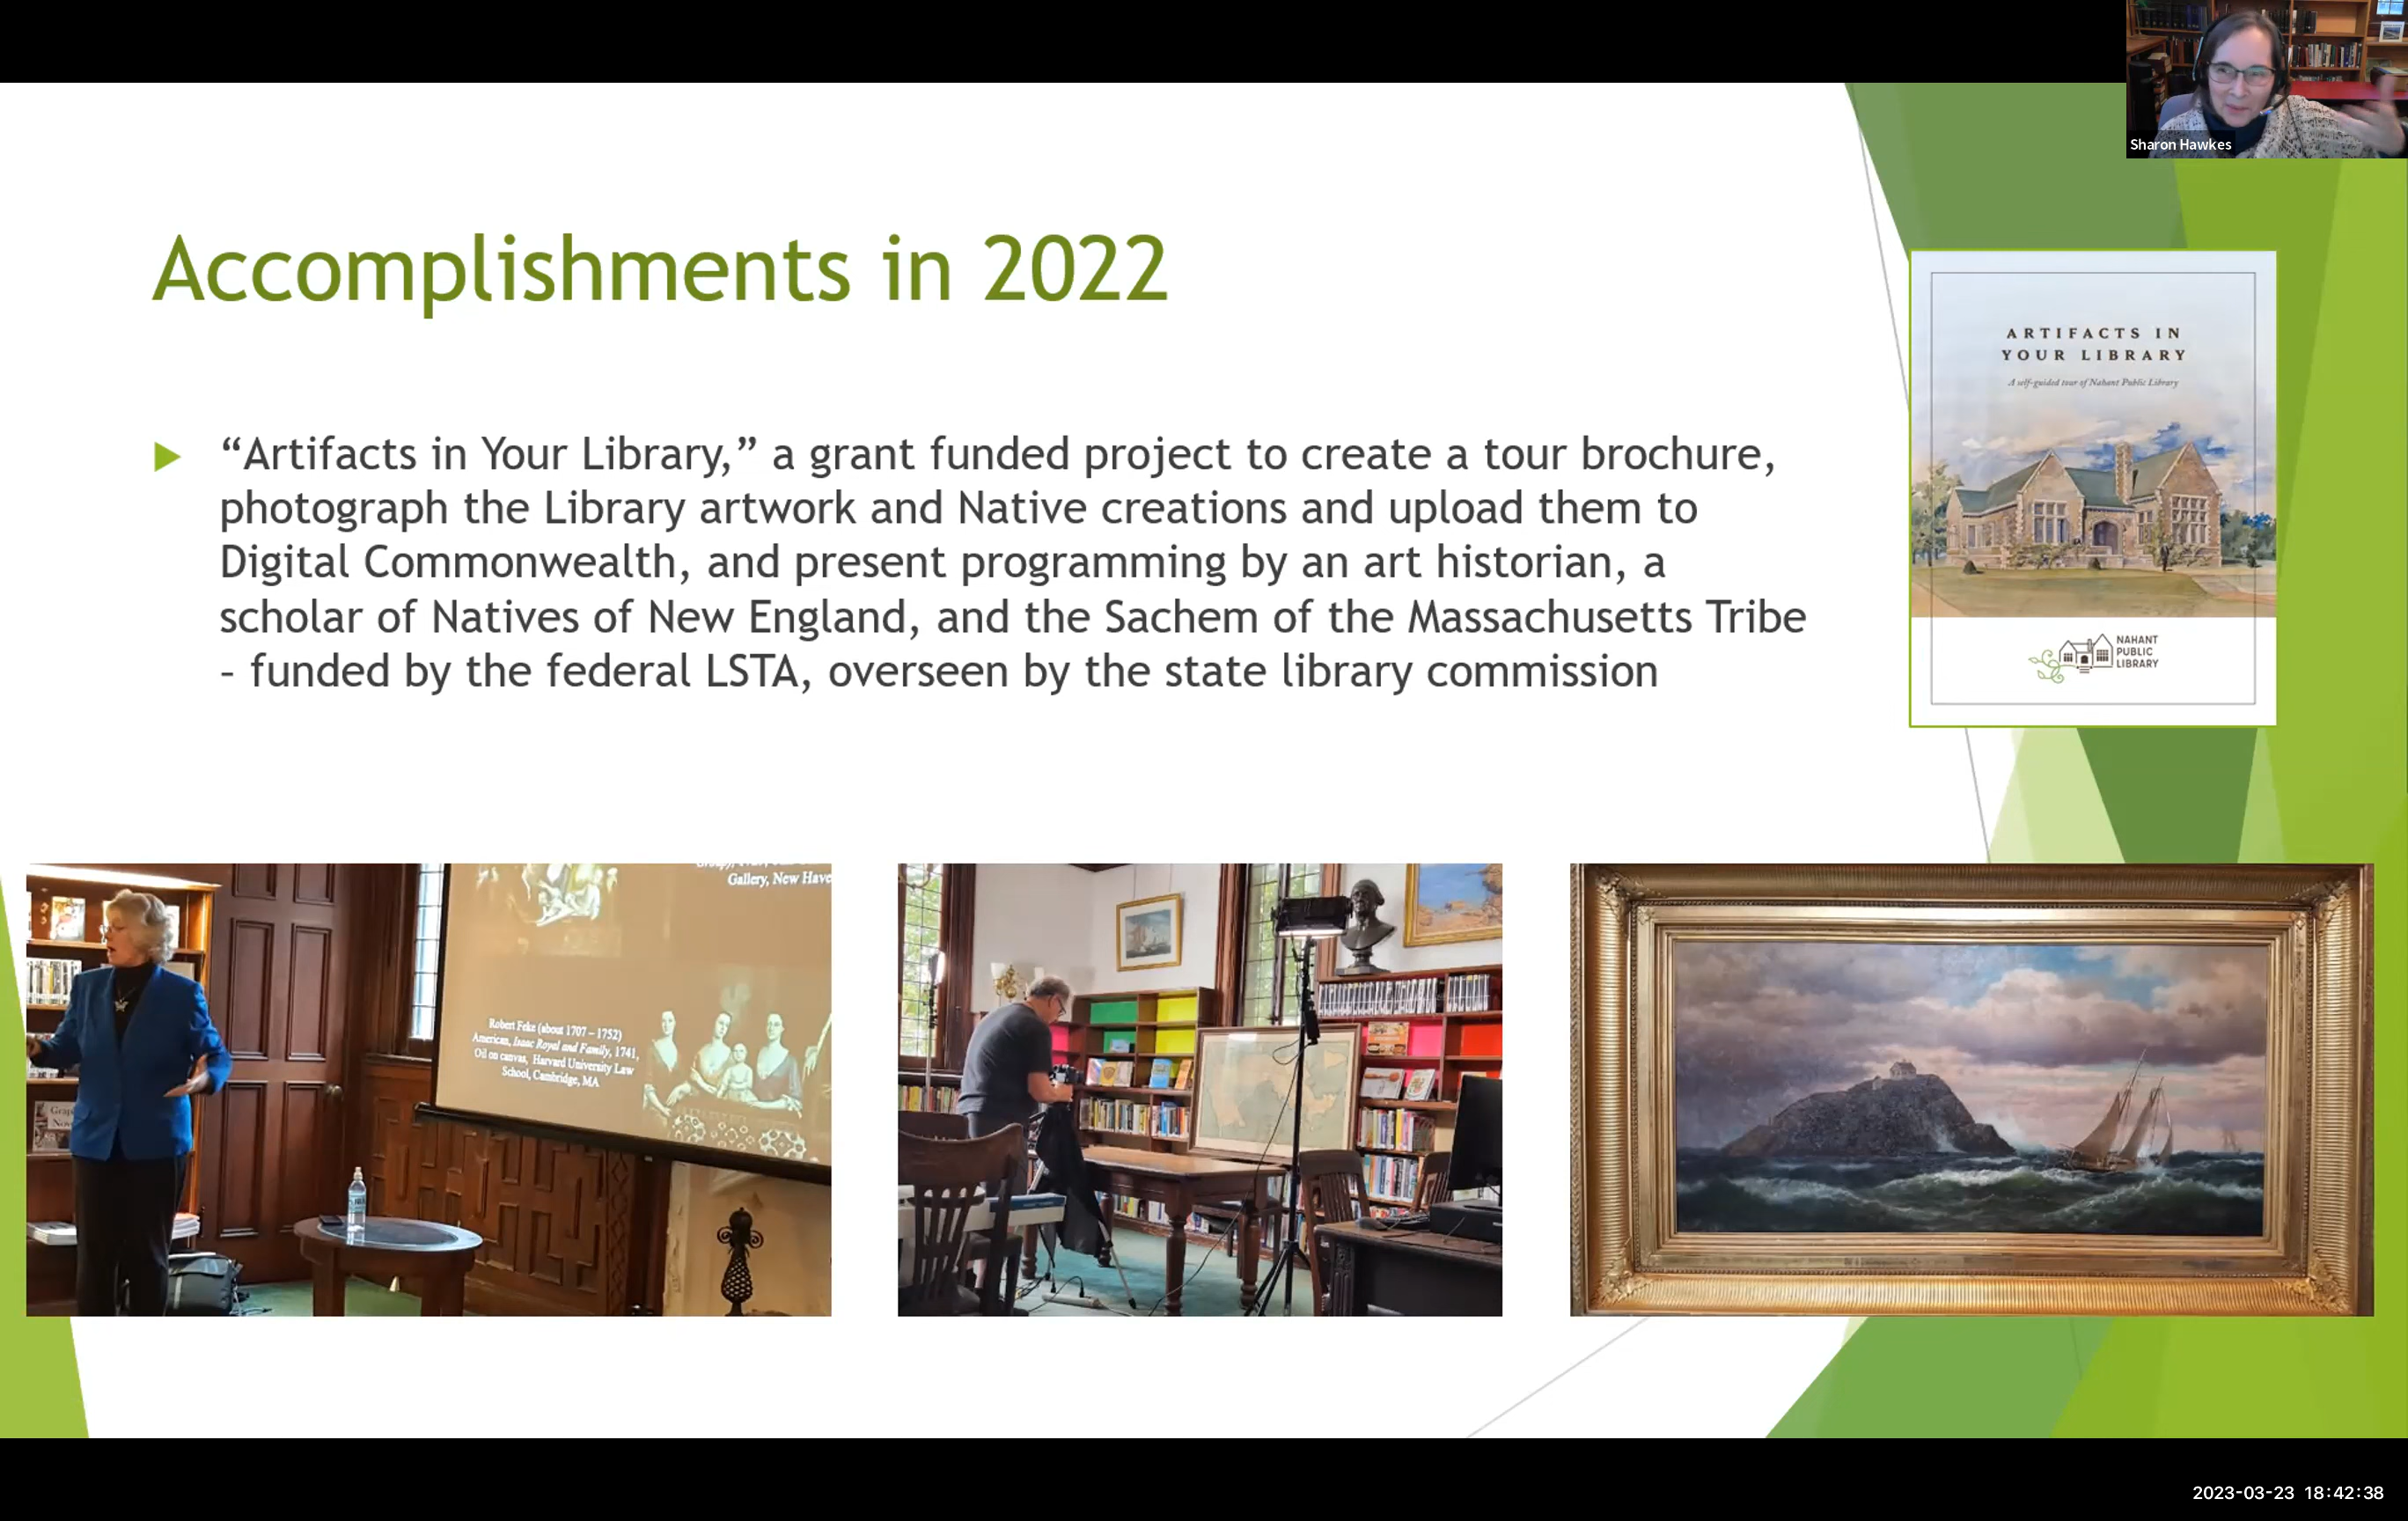 Sharon Hawkes
Accomplishments in 2022
“Artifacts in Your Library,” a grant funded project to create a tour brochure,
photograph the Library artwork and Native creations and upload them to
Digital Commonwealth, and present programming by an art historian, a
scholar of Natives of New England, and the Sachem of the Massachusetts Tribe
– funded by the federal LSTA, overseen by the state library commission
ARTIFACTS IN
YOUR LIBRARY
A self-guided tour of Nahant Public Library
NAHANT
PUBLIC
LIBRARY
Gallery, New Have
Robert Feke (about 1707 – 1752)
American, Isaac Royal and Family, 1741,
Oil on canvas, Harvard University Law
School, Cambridge, MA
2023-03-23 18:42:38